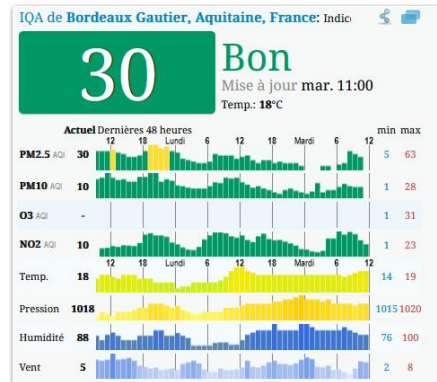 IQA de Bordeaux Gautier, Aquitaine, France: Indic
30
Bon
Mise à jour mar. 11:00
Temp.: 18°C
Actuel Dernières 48 heures min max
12 18 Lundi 6 12 18 Mardi 6 12
PM2.5 AQI 30 5 63
PM10 AQI 10 1 28
O3 AQI - 1 31
NO2 AQI 10 1 23
12 18 Lundi 6 12 18 Mardi 6 12
Temp. 18 14 19
Pression 1018 1015 1020
Humidité 88 76 100
Vent 5 2 8